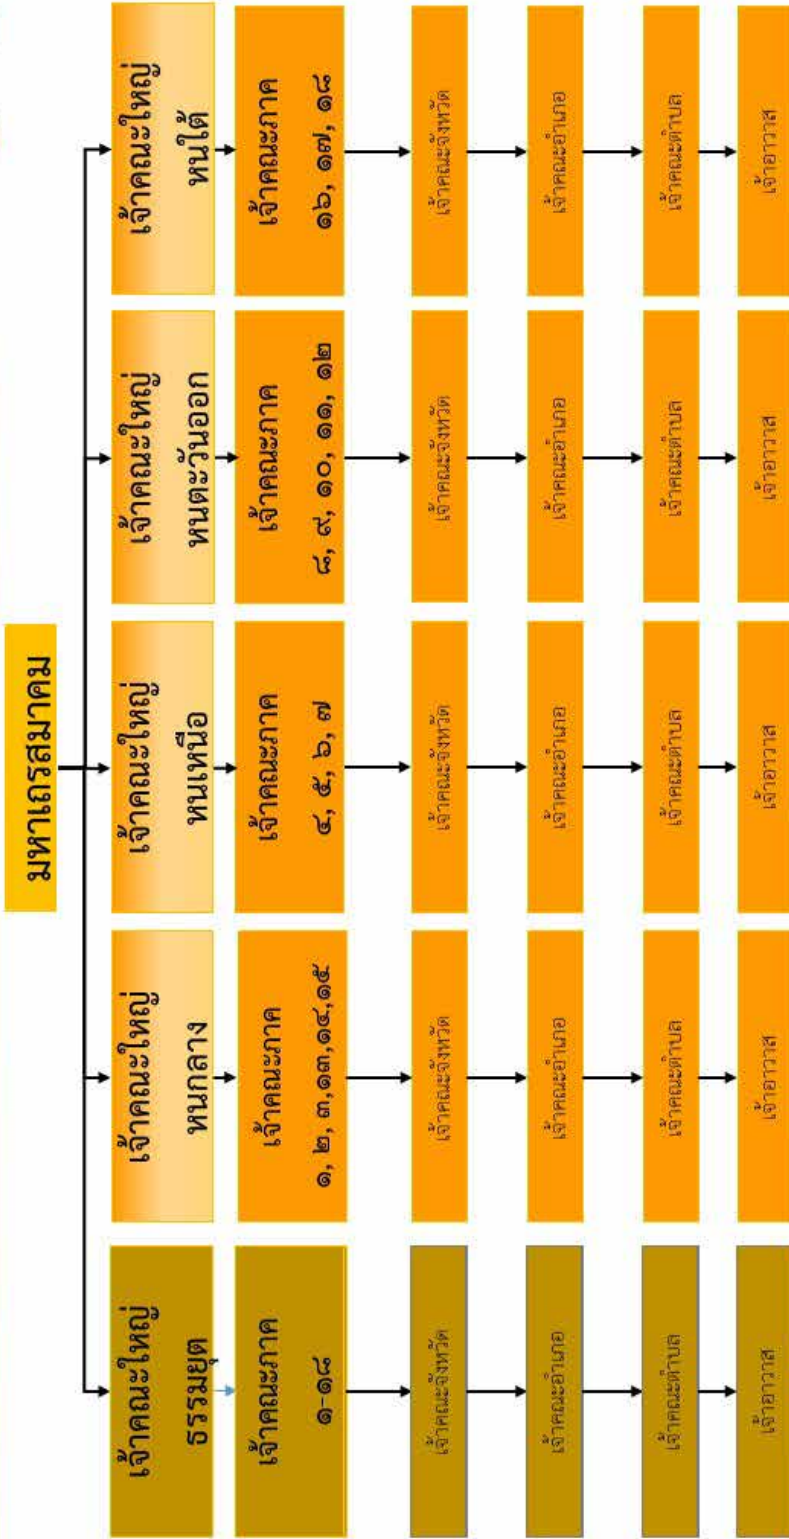 มหาเถรสมาคม
เจ้าคณะใหญ่
ธรรมยุต
เจ้าคณะใหญ่
หนกลาง
เจ้าคณะใหญ่
หนเหนือ
เจ้าคณะใหญ่
หนตะวันออก
เจ้าคณะใหญ่
หนใต้
เจ้าคณะภาค
๑-๑๘
เจ้าคณะภาค
๑, ๒, ๓,๑๓,๑๔,๑๕
เจ้าคณะภาค
๔, ๕, ๖, ๗
เจ้าคณะภาค
๘, ๙, ๑๐, ๑๑, ๑๒
เจ้าคณะภาค
๑๖, ๑๗, ๑๘
เจ้าคณะจังหวัด
เจ้าคณะจังหวัด
เจ้าคณะจังหวัด
เจ้าคณะจังหวัด
เจ้าคณะจังหวัด
เจ้าคณะอำเภอ
เจ้าคณะอำเภอ
เจ้าคณะอำเภอ
เจ้าคณะอำเภอ
เจ้าคณะอำเภอ
เจ้าคณะตำบล
เจ้าคณะตำบล
เจ้าคณะตำบล
เจ้าคณะตำบล
เจ้าคณะตำบล
เจ้าอาวาส
เจ้าอาวาส
เจ้าอาวาส
เจ้าอาวาส
เจ้าอาวาส